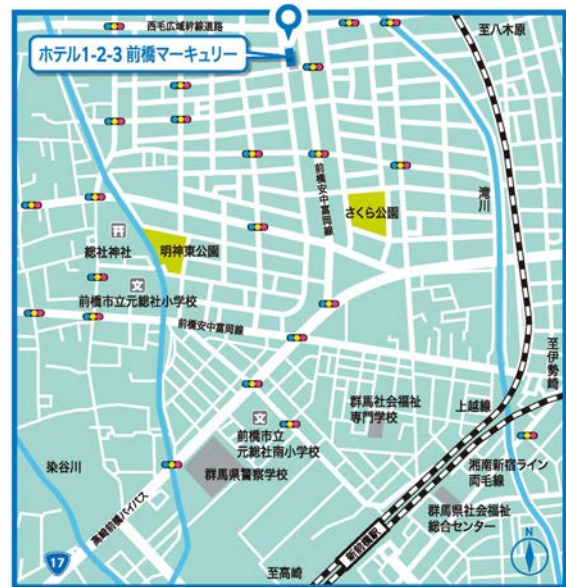 西毛広域幹線道路
至八木原
ホテル1-2-3 前橋マーキュリー
前橋安中富岡線
さくら公園
滝川
総社神社
明神東公園
文
前橋市立元総社小学校
前橋安中富岡線
至伊勢崎
群馬社会福祉
専門学校
上越線
文
前橋市立
元総社南小学校
染谷川
群馬県警察学校
湘南新宿ライン
両毛線
群馬県社会福祉
総合センター
高崎前橋バイパス
新前橋駅
17
至高崎
N